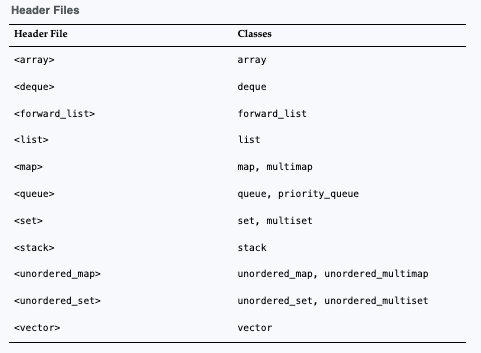 Header Files
Header File Classes
<array> array
<deque> deque
<forward_list> forward_list
<list> list
<map> map, multimap
<queue> queue, priority_queue
<set> set, multiset
<stack> stack
<unordered_map> unordered_map, unordered_multimap
<unordered_set> unordered_set, unordered_multiset
<vector> vector